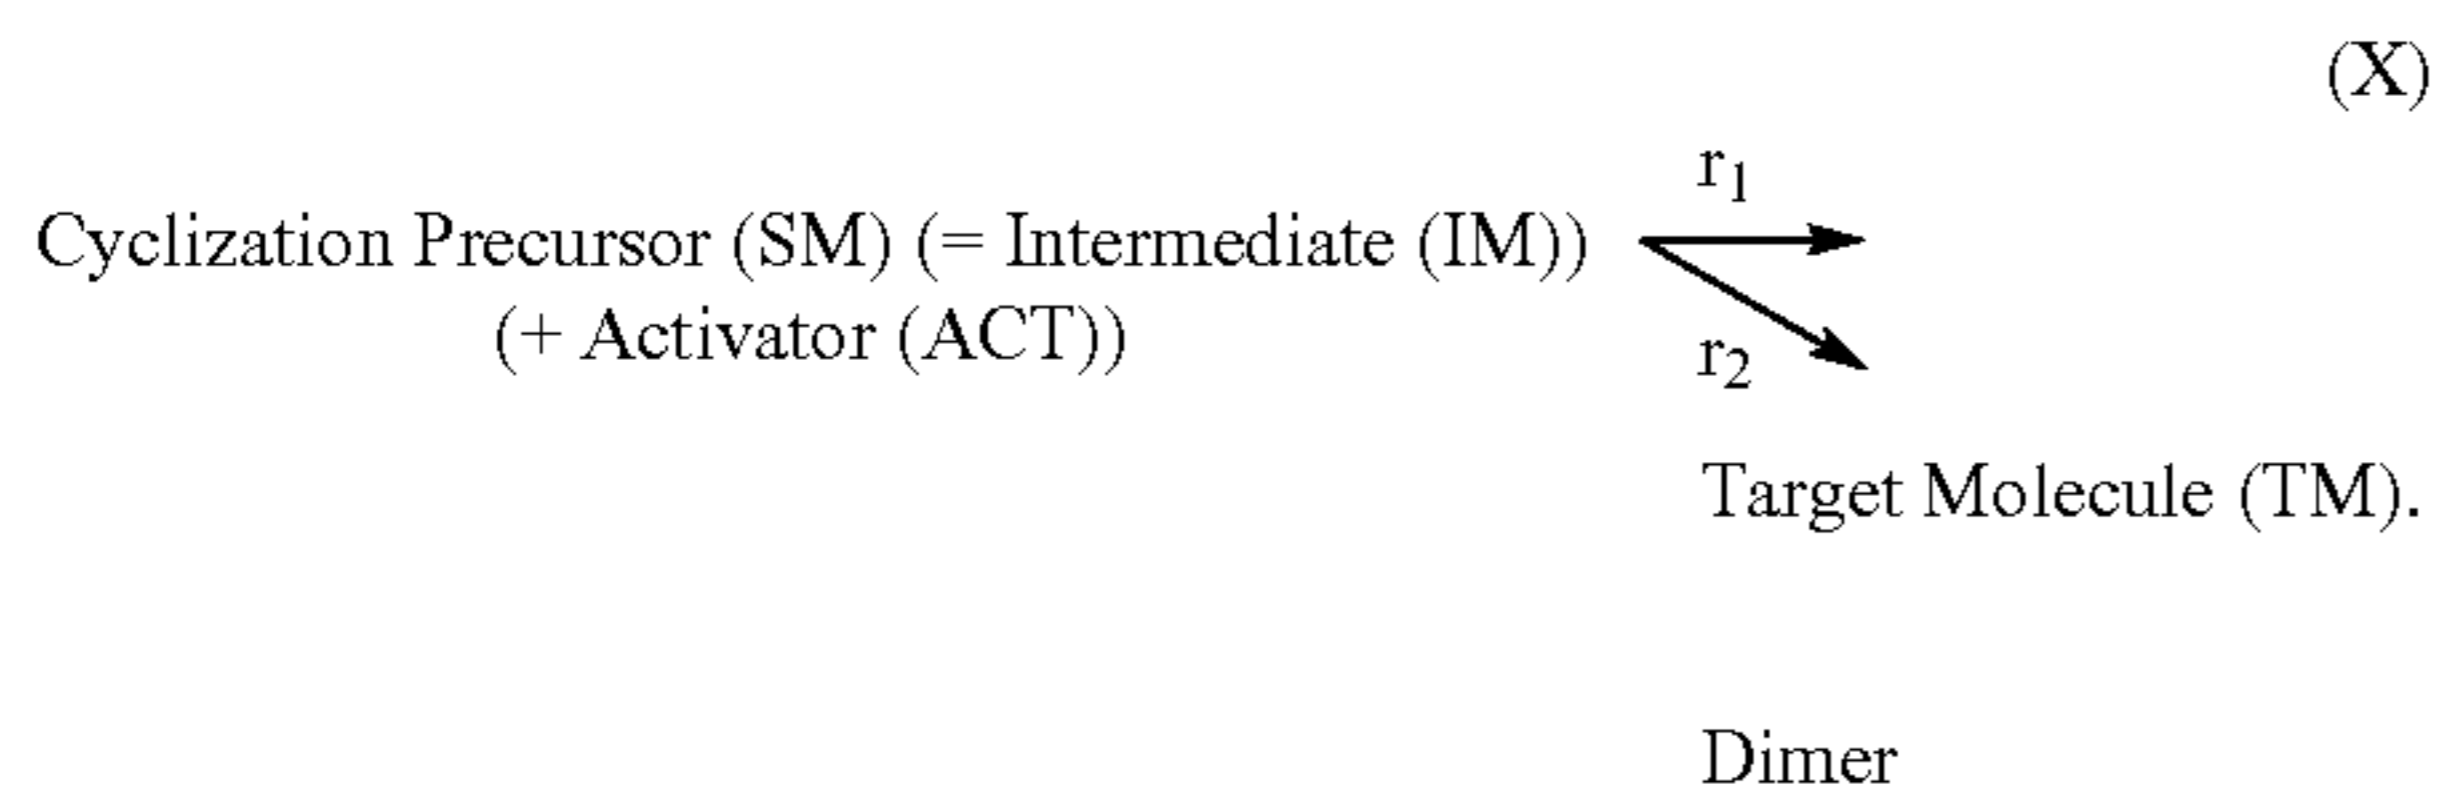 (X)
r1
Cyclization Precursor (SM) (= Intermediate (IM))
(+ Activator (ACT))
r2
Target Molecule (TM).
Dimer